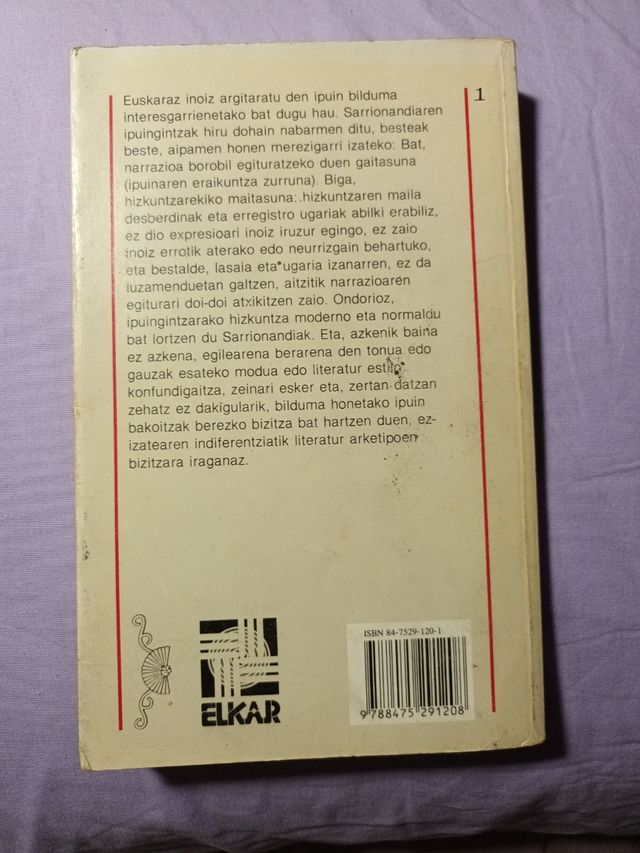 Euskaraz inoiz argitaratu den ipuin bilduma
interesgarrienetako bat dugu hau. Sarrionandiaren
ipuingintzak hiru dohain nabarmen ditu, besteak
beste, aipamen honen merezigarri izateko: Bat,
narrazioa borobil egituratzeko duen gaitasuna
(ipuinaren eraikuntza zurruna). Biga,
hizkuntzarekiko maitasuna: hizkuntzaren maila
desberdinak eta erregistro ugariak abilki erabiliz,
ez dio expresioari inoiz iruzur egingo, ez zaio
inoiz errotik aterako edo neurrizgain behartuko,
eta bestalde, lasaia eta ugaria izanarren, ez da
luzamenduetan galtzen, aitzitik narrazioaren
egiturari doi-doi atxikitzen zaio. Ondorioz,
ipuingintzarako hizkuntza moderno eta normaldu
bat lortzen du Sarrionandiak. Eta, azkenik baina
ez azkena, egilearena berarena den tonua edo
gauzak esateko modua edo literatur estilo
konfundigaitza, zeinari esker eta, zertan datzan
zehatz ez dakigularik, bilduma honetako ipuin
bakoitzak berezko bizitza bat hartzen duen, ez-
izatearen indiferentziatik literatur arketipoen
bizitzara iraganaz.
1
ELKAR
ISBN 84-7529-120-1
9 788475 291208